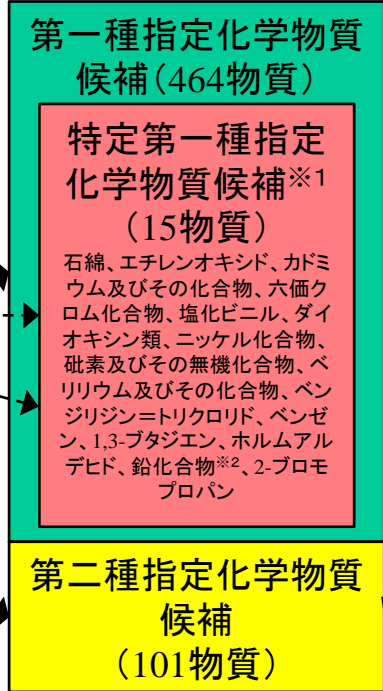 第一種指定化学物質
候補（464物質）
特定第一種指定
化学物質候補※1
（15物質）
石綿、エチレンオキシド、カドミ
ウム及びその化合物、六価ク
ロム化合物、塩化ビニル、ダイ
オキシン類、ニッケル化合物、
砒素及びその無機化合物、ベ
リリウム及びその化合物、ベン
ジリジン＝トリクロリド、ベンゼ
ン、1,3-ブタジエン、ホルムアル
デヒド、鉛化合物※2、2-ブロモ
プロパン
第二種指定化学物質
候補
（101物質）